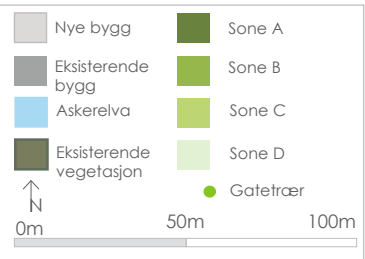 Nye bygg
Eksisterende
bygg
Askerelva
Eksisterende
vegetasjon
Sone A
Sone B
Sone C
Sone D
Gatetrær
N
0m 50m 100m